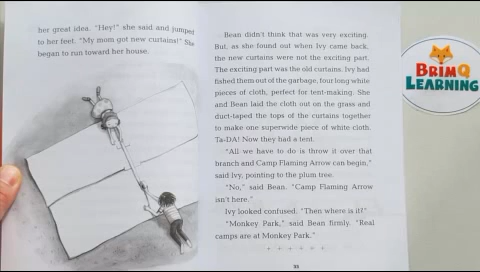 her great idea. "Hey!" she said and jumped
to her feet. "My mom got new curtains!" She
began to run toward her house.
Bean didn't think that was very exciting.
But, as she found out when Ivy came back,
the new curtains were not the exciting part.
The exciting part was the old curtains. Ivy had
fished them out of the garbage, four long white
pieces of cloth, perfect for tent-making. She
and Bean laid the cloth out on the grass and
duct-taped the tops of the curtains together
to make one superwide piece of white cloth.
Ta-DA! Now they had a tent.
"All we have to do is throw it over that
branch and Camp Flaming Arrow can begin,"
said Ivy, pointing to the plum tree.
"No," said Bean. "Camp Flaming Arrow
isn't here."
Ivy looked confused. "Then where is it?"
"Monkey Park," said Bean firmly. "Real
camps are at Monkey Park."
BRIMQ
LEARNING